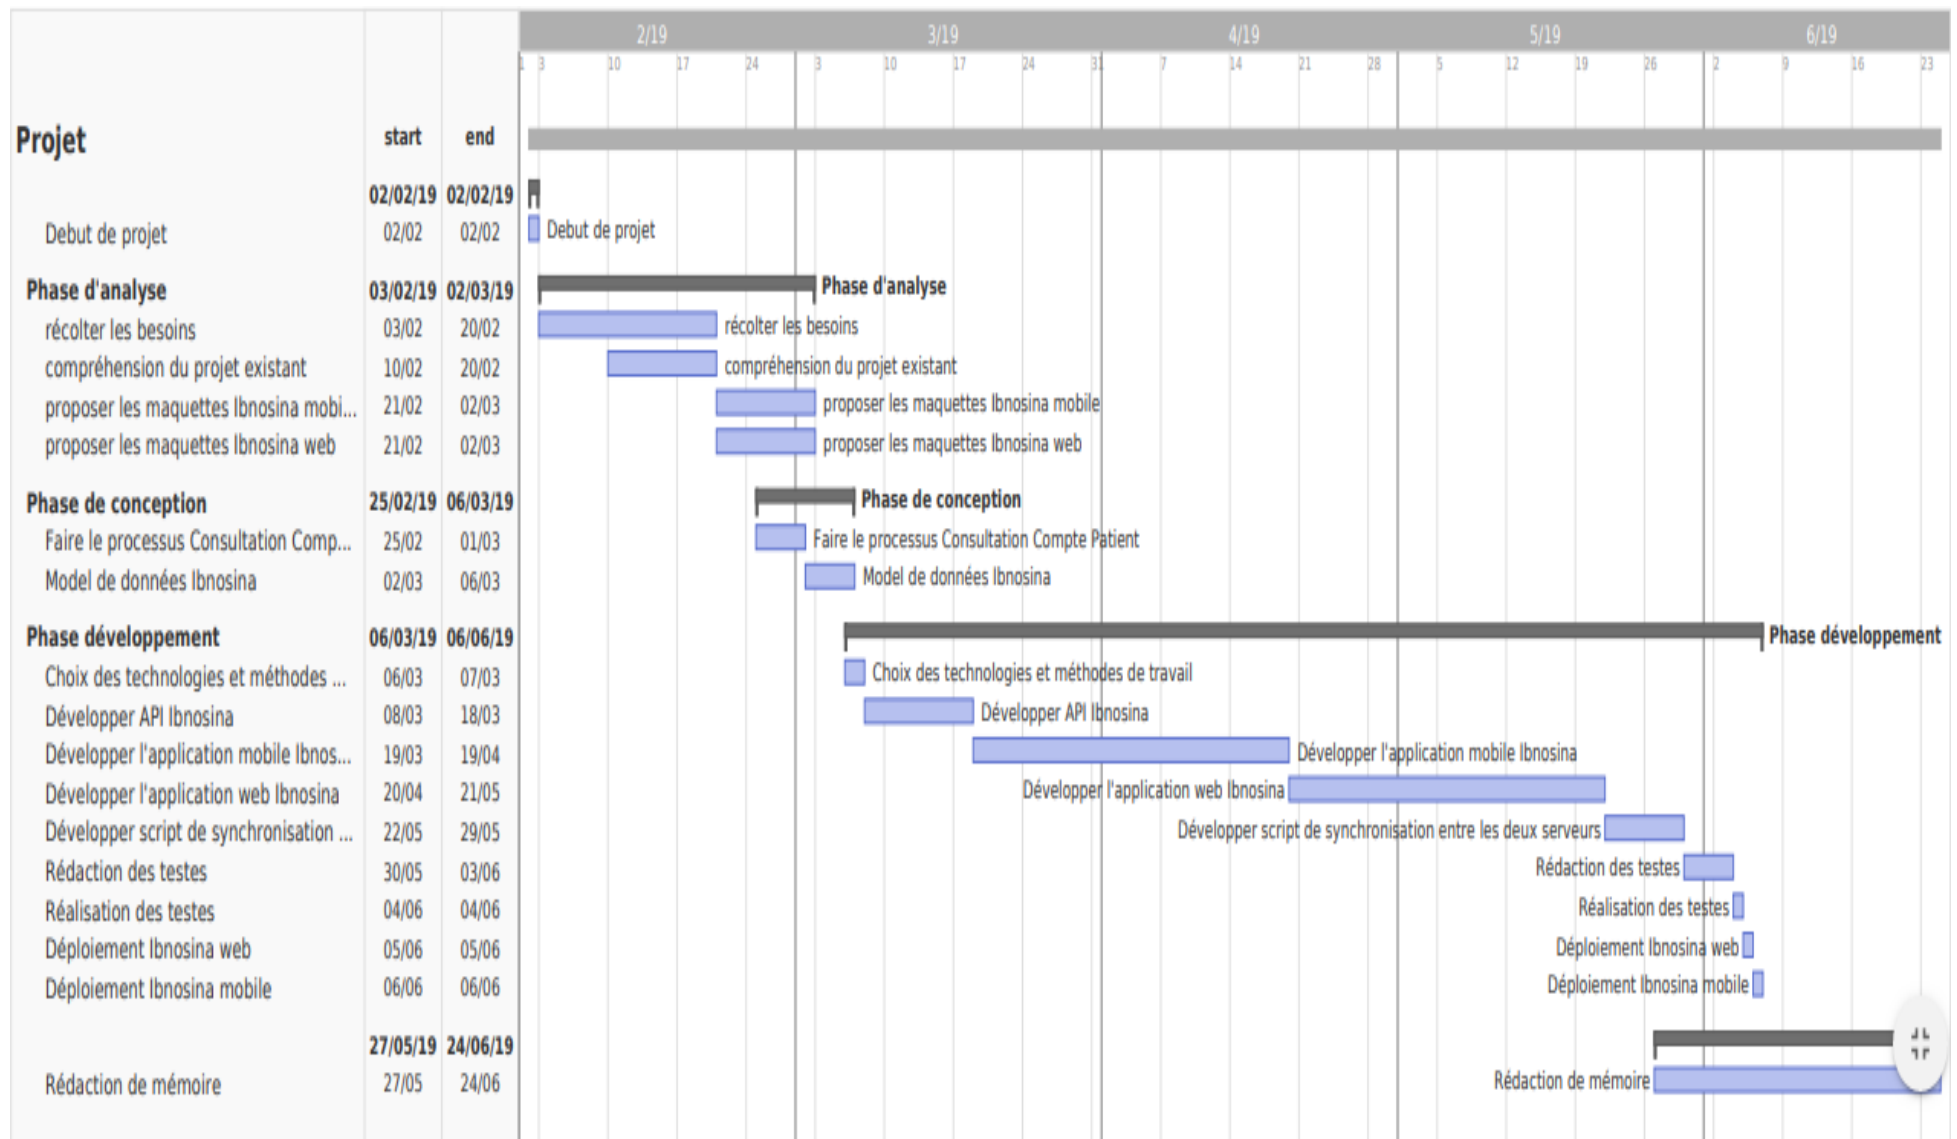 2/19 3/19 4/19 5/19 6/19
1 3 10 17 24 3 10 17 24 31 7 14 21 28 5 12 19 26 2 9 16 23
Projet start end
02/02/19 02/02/19
Debut de projet 02/02 02/02 Debut de projet
Phase d'analyse 03/02/19 02/03/19 Phase d'analyse
récolter les besoins 03/02 20/02 récolter les besoins
compréhension du projet existant 10/02 20/02 compréhension du projet existant
proposer les maquettes Ibnosina mobi... 21/02 02/03 proposer les maquettes Ibnosina mobile
proposer les maquettes Ibnosina web 21/02 02/03 proposer les maquettes Ibnosina web
Phase de conception 25/02/19 06/03/19 Phase de conception
Faire le processus Consultation Comp... 25/02 01/03 Faire le processus Consultation Compte Patient
Model de données Ibnosina 02/03 06/03 Model de données Ibnosina
Phase développement 06/03/19 06/06/19 Phase développement
Choix des technologies et méthodes ... 06/03 07/03 Choix des technologies et méthodes de travail
Développer API Ibnosina 08/03 18/03 Développer API Ibnosina
Développer l'application mobile Ibnos... 19/03 19/04 Développer l'application mobile Ibnosina
Développer l'application web Ibnosina 20/04 21/05 Développer l'application web Ibnosina
Développer script de synchronisation ... 22/05 29/05 Développer script de synchronisation entre les deux serveurs
Rédaction des testes 30/05 03/06 Rédaction des testes
Réalisation des testes 04/06 04/06 Réalisation des testes
Déploiement Ibnosina web 05/06 05/06 Déploiement Ibnosina web
Déploiement Ibnosina mobile 06/06 06/06 Déploiement Ibnosina mobile
27/05/19 24/06/19
Rédaction de mémoire 27/05 24/06 Rédaction de mémoire